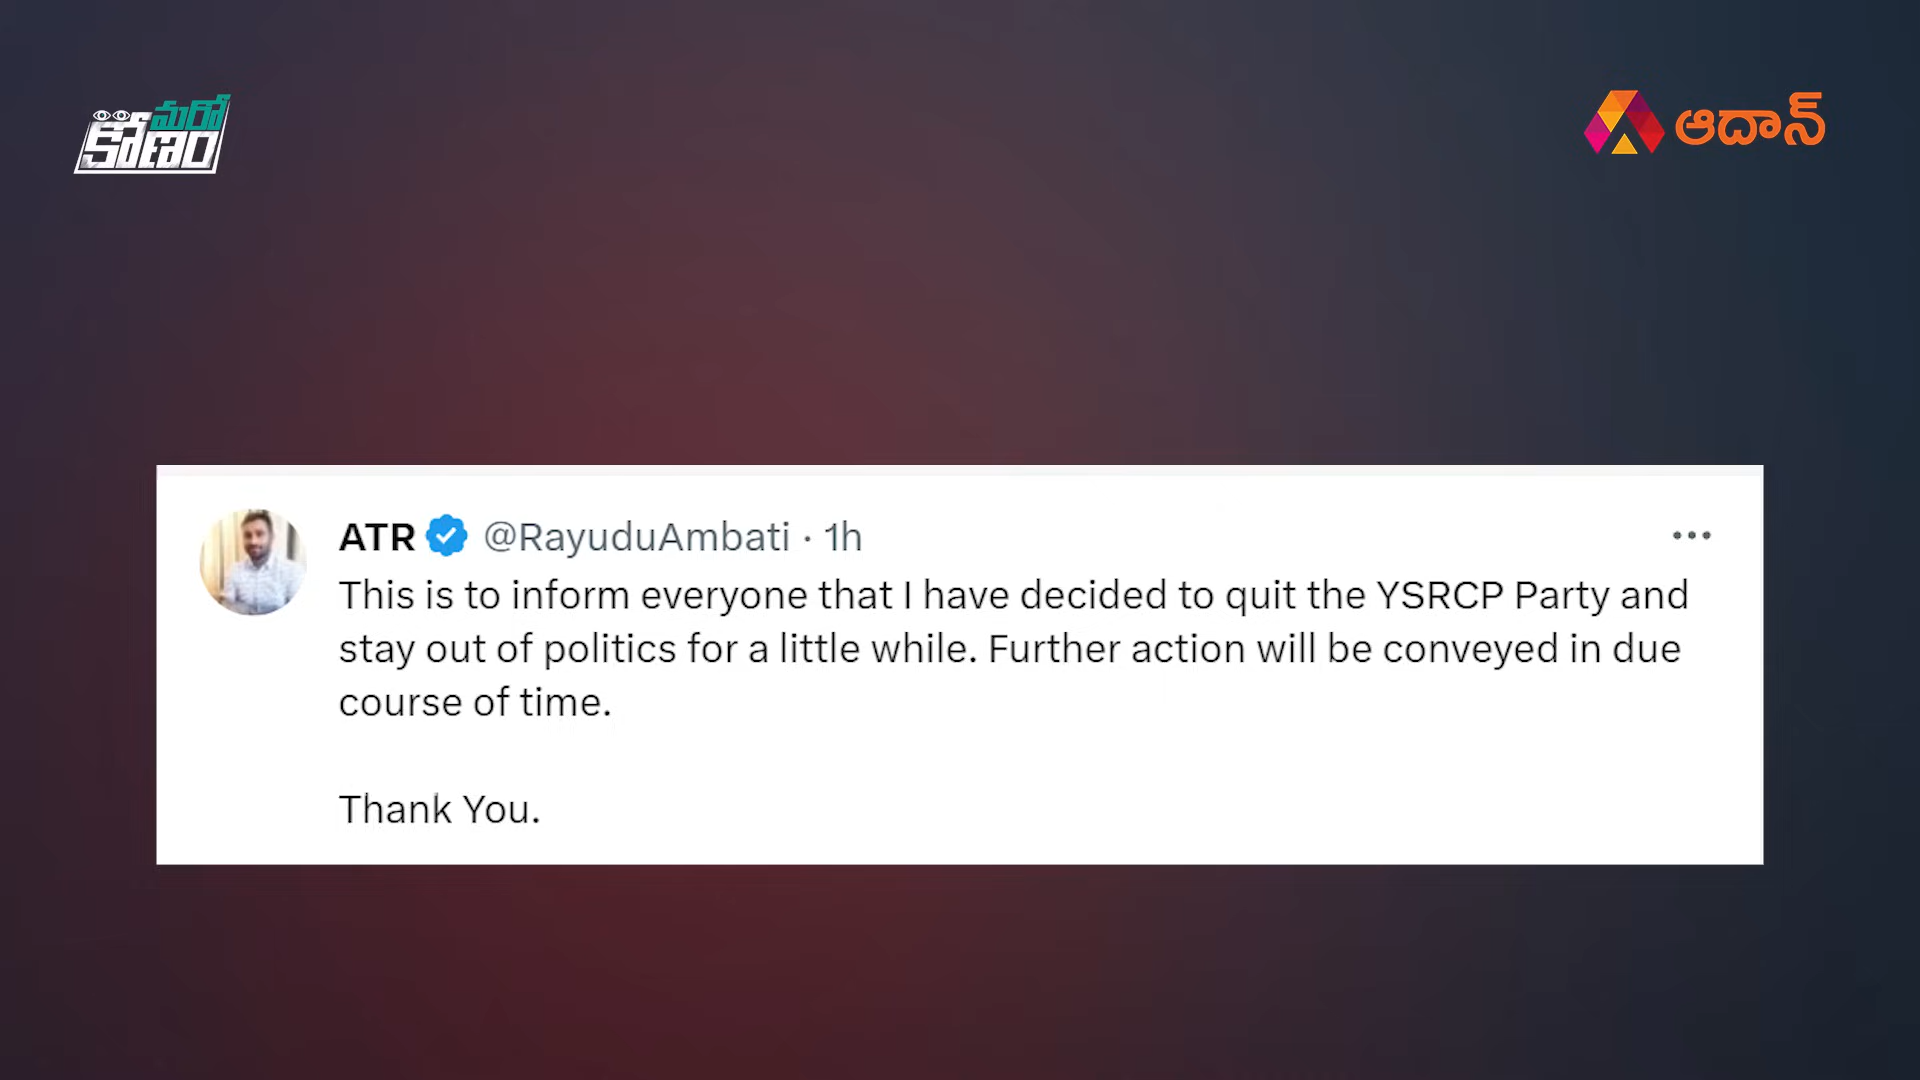 మరో
కోణం
ఆదాన్
ATR @RayuduAmbati · 1h
This is to inform everyone that I have decided to quit the YSRCP Party and
stay out of politics for a little while. Further action will be conveyed in due
course of time.
Thank You.